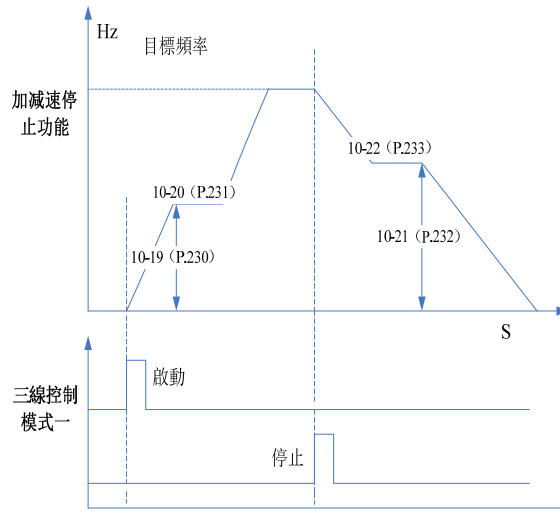 Hz
目標頻率
加减速停
止功能
10-22（P.233）
10-20（P.231）
10-21（P.232）
10-19（P.230）
S
三線控制
模式一
啟動
停止